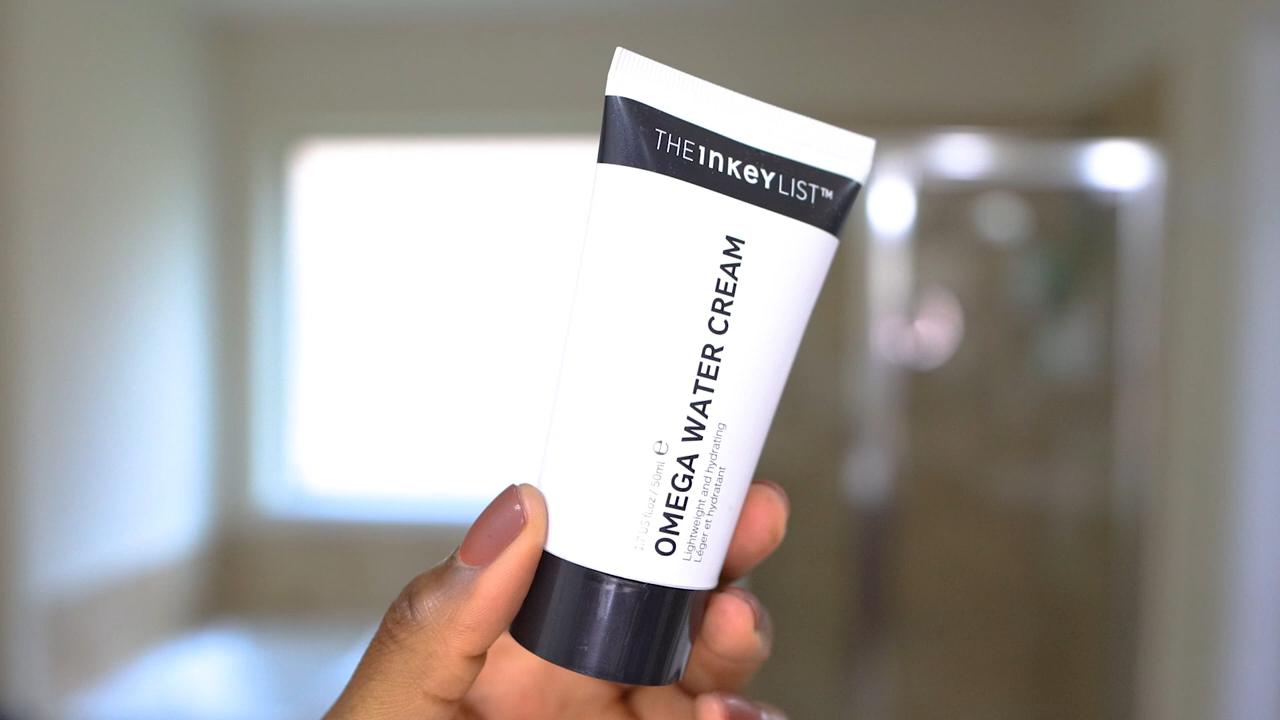 THE INKEY LIST™
1.7 US fl.oz / 50ml ℮
OMEGA WATER CREAM
Lightweight and hydrating
Léger et hydratant